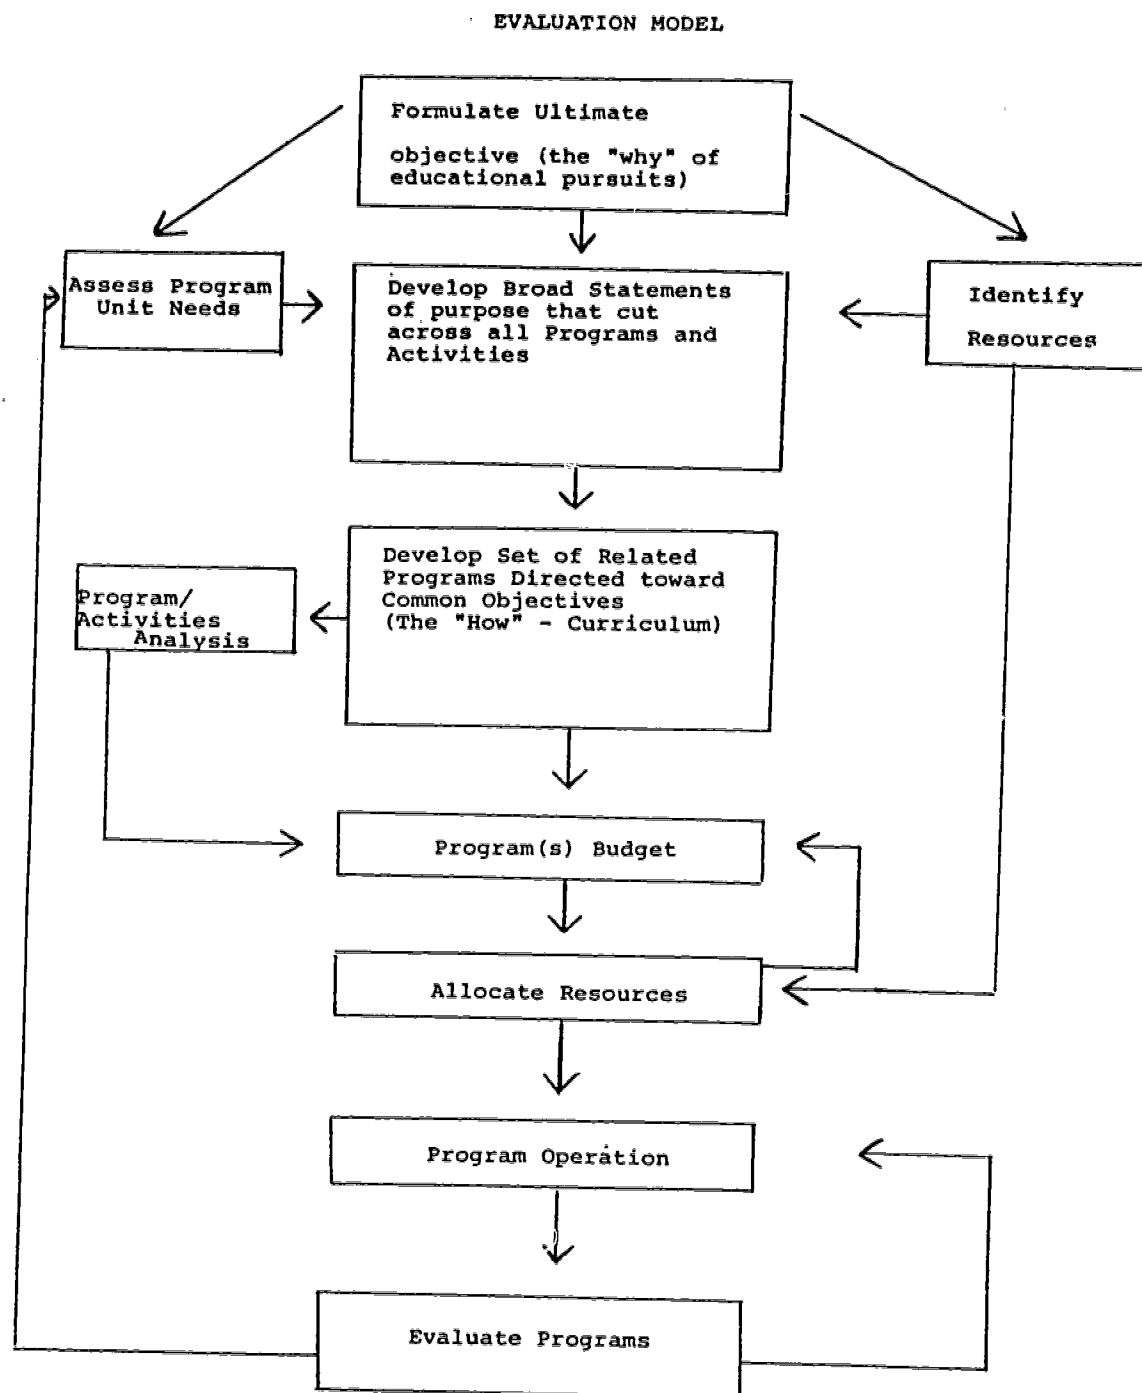 EVALUATION MODEL
Formulate Ultimate
objective (the "why" of
educational pursuits)
Assess Program
Unit Needs
Develop Broad Statements
of purpose that cut
across all Programs and
Activities
Identify
Resources
Develop Set of Related
Programs Directed toward
Common Objectives
(The "How" - Curriculum)
Program/
Activities
Analysis
Program(s) Budget
Allocate Resources
Program Operation
Evaluate Programs